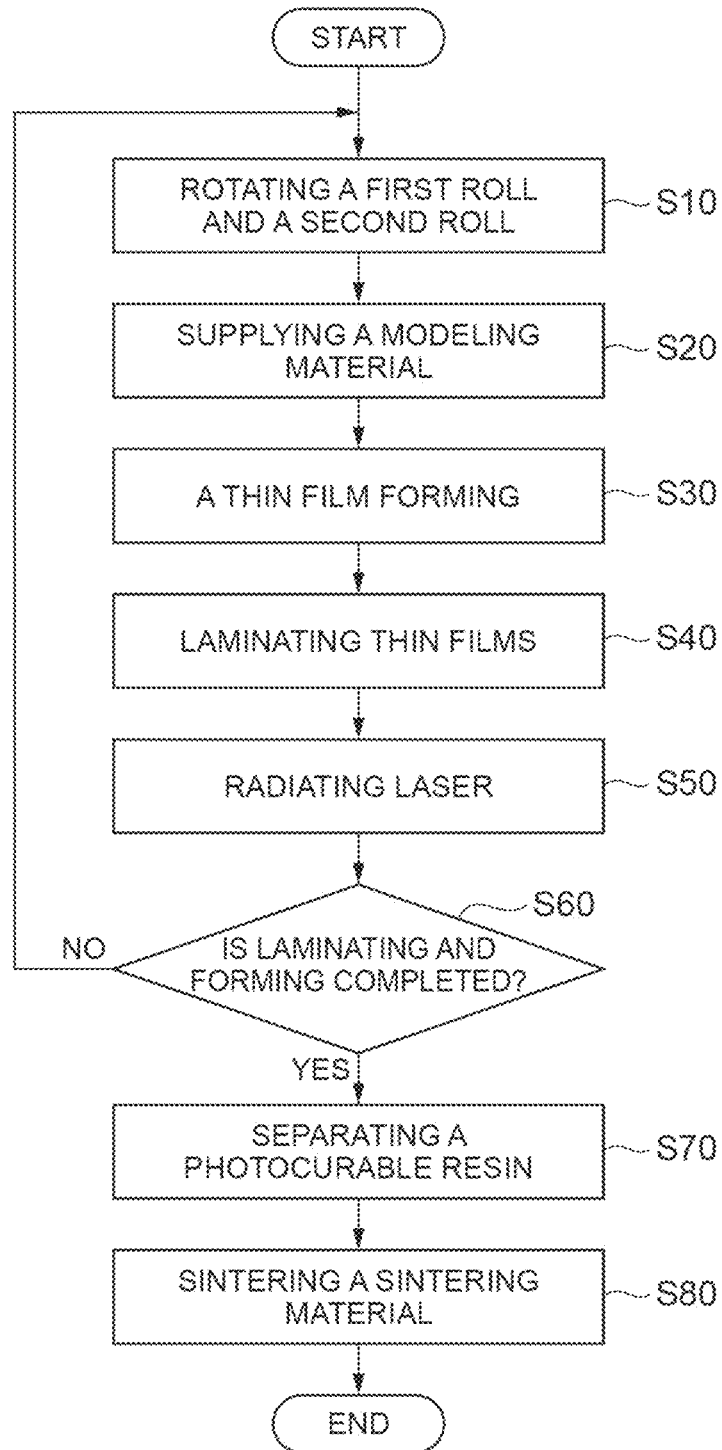 START
ROTATING A FIRST ROLL
AND A SECOND ROLL
S10
SUPPLYING A MODELING
MATERIAL
S20
A THIN FILM FORMING
S30
LAMINATING THIN FILMS
S40
RADIATING LASER
S50
S60
IS LAMINATING AND
FORMING COMPLETED?
NO
YES
SEPARATING A
PHOTOCURABLE RESIN
S70
SINTERING A SINTERING
MATERIAL
S80
END